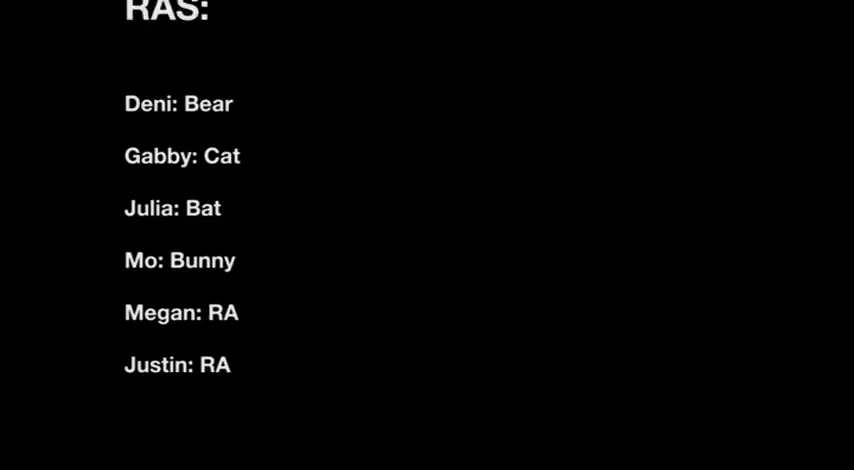 RAS:
Deni: Bear
Gabby: Cat
Julia: Bat
Mo: Bunny
Megan: RA
Justin: RA